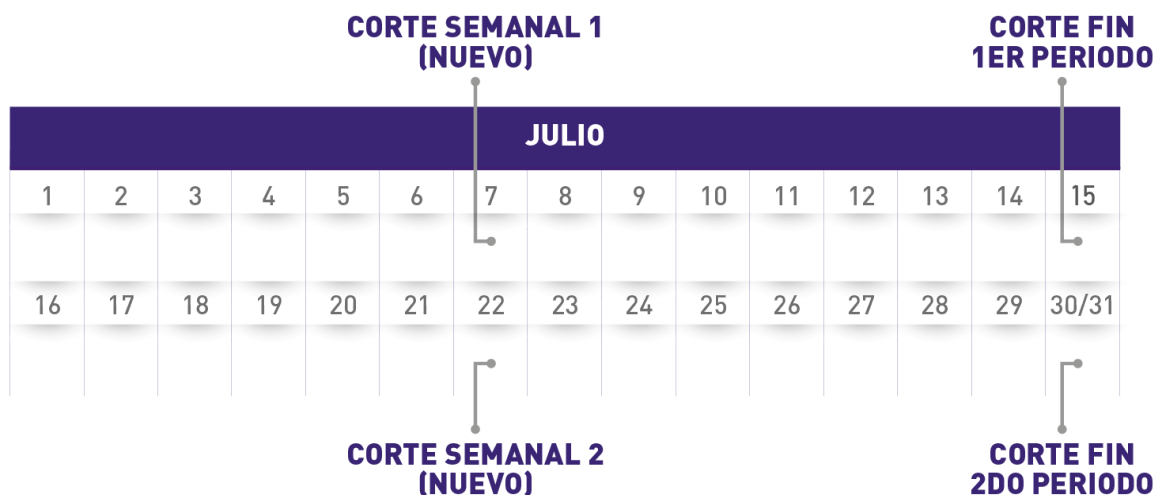 CORTE SEMANAL 1
(NUEVO)
CORTE FIN
1ER PERIODO
JULIO
1 2 3 4 5 6 7 8 9 10 11 12 13 14 15
16 17 18 19 20 21 22 23 24 25 26 27 28 29 30/31
CORTE SEMANAL 2
(NUEVO)
CORTE FIN
2DO PERIODO